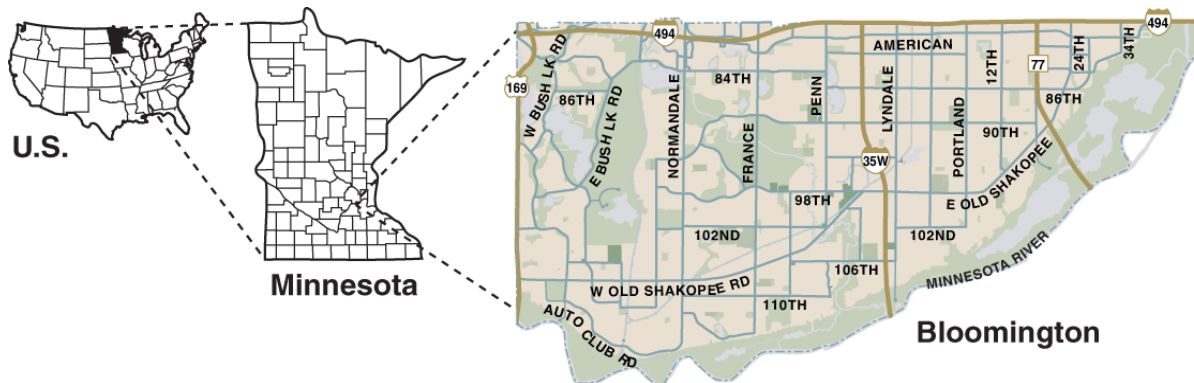 U.S.
Minnesota
Bloomington
494
494
169
77
35W
AMERICAN
W BUSH LK RD
E BUSH LK RD
86TH
NORMANDALE
84TH
FRANCE
PENN
LYNDALE
PORTLAND
12TH
24TH
34TH
86TH
90TH
98TH
E OLD SHAKOPEE
102ND
102ND
106TH
W OLD SHAKOPEE RD
110TH
AUTO CLUB RD
MINNESOTA RIVER